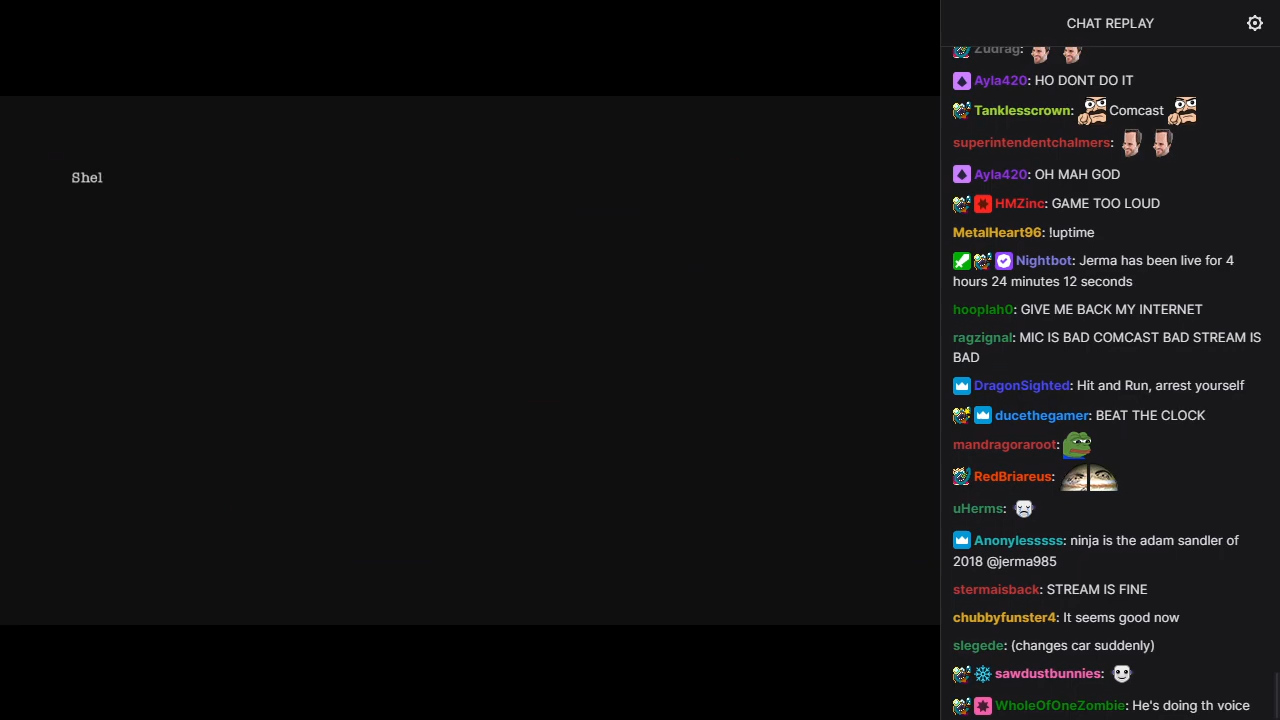 Shel
CHAT REPLAY
Zudrag:
Ayla420: HO DONT DO IT
Tanklesscrown: Comcast
superintendentchalmers:
Ayla420: OH MAH GOD
HMZinc: GAME TOO LOUD
MetalHeart96: !uptime
Nightbot: Jerma has been live for 4
hours 24 minutes 12 seconds
hooplah0: GIVE ME BACK MY INTERNET
ragzignal: MIC IS BAD COMCAST BAD STREAM IS
BAD
DragonSighted: Hit and Run, arrest yourself
ducethegamer: BEAT THE CLOCK
mandragoraroot:
RedBriareus:
uHerms:
Anonylesssss: ninja is the adam sandler of
2018 @jerma985
stermaisback: STREAM IS FINE
chubbyfunster4: It seems good now
slegede: (changes car suddenly)
sawdustbunnies:
WholeOfOneZombie: He's doing th voice